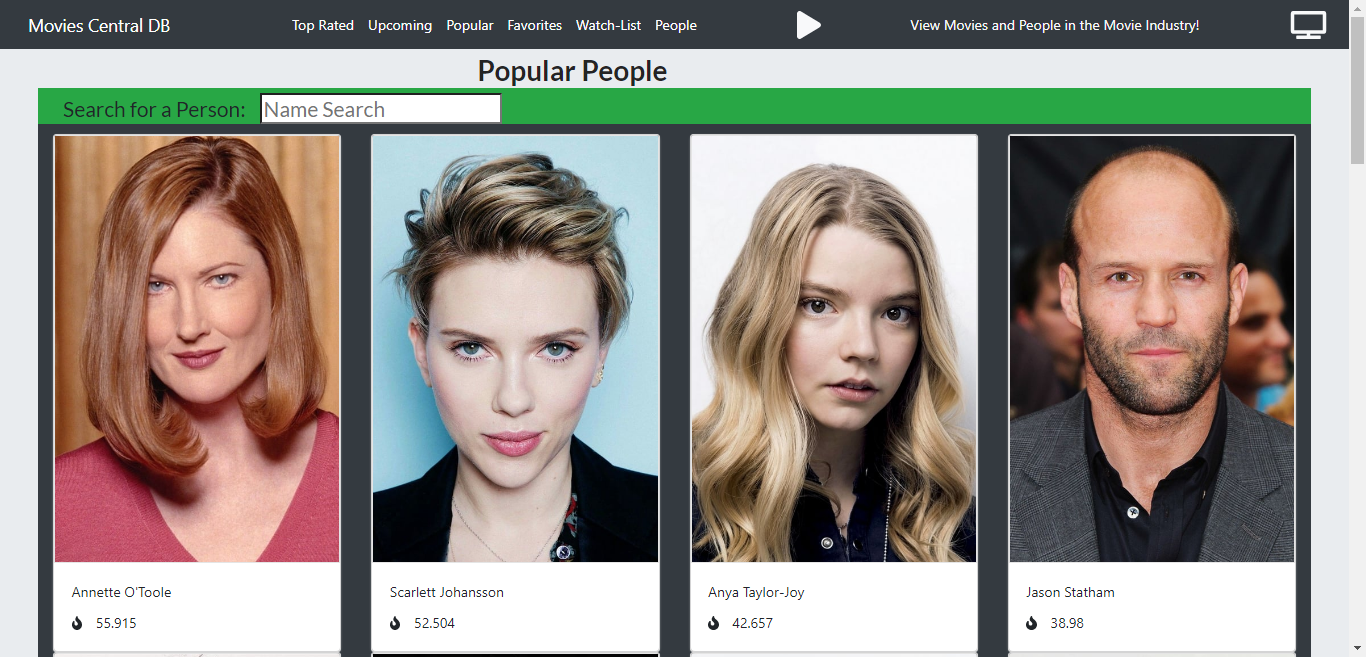 Movies Central DB
Top Rated Upcoming Popular Favorites Watch-List People
View Movies and People in the Movie Industry!
Popular People
Search for a Person: Name Search
Annette O'Toole
55.915
Scarlett Johansson
52.504
Anya Taylor-Joy
42.657
Jason Statham
38.98